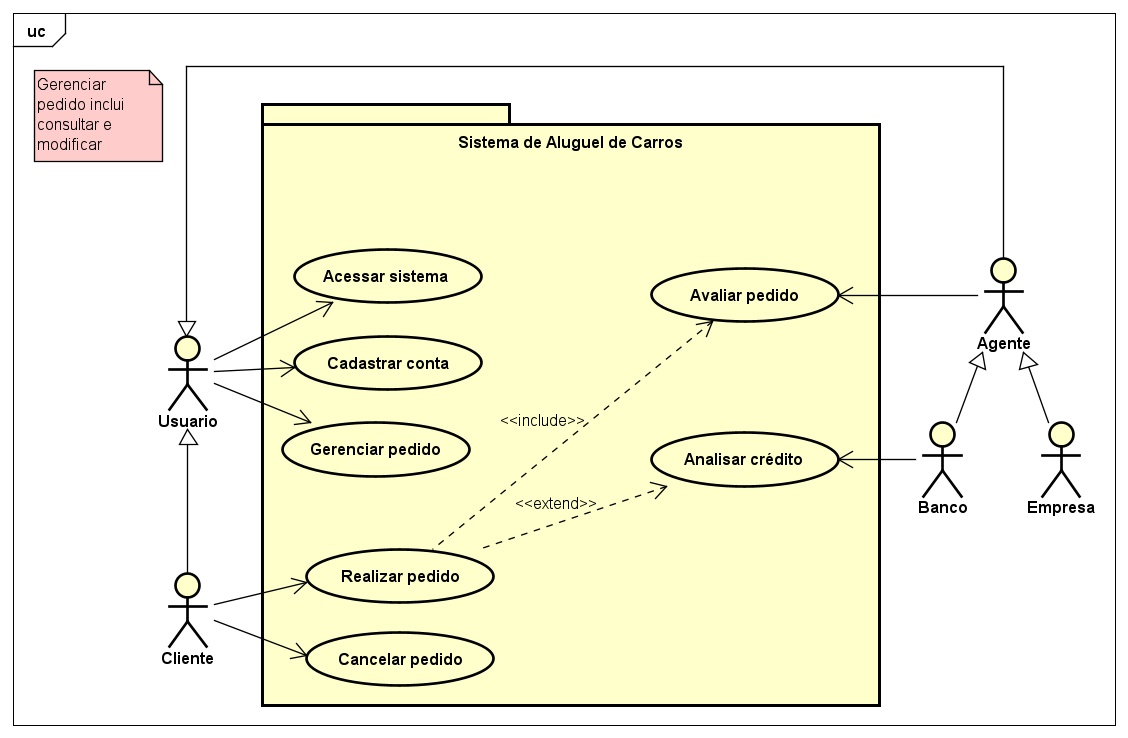 uc
Gerenciar
pedido inclui
consultar e
modificar
Sistema de Aluguel de Carros
Acessar sistema
Avaliar pedido
Agente
Cadastrar conta
Usuario
<<include>>
Gerenciar pedido
Analisar crédito
<<extend>>
Banco
Empresa
Realizar pedido
Cliente
Cancelar pedido